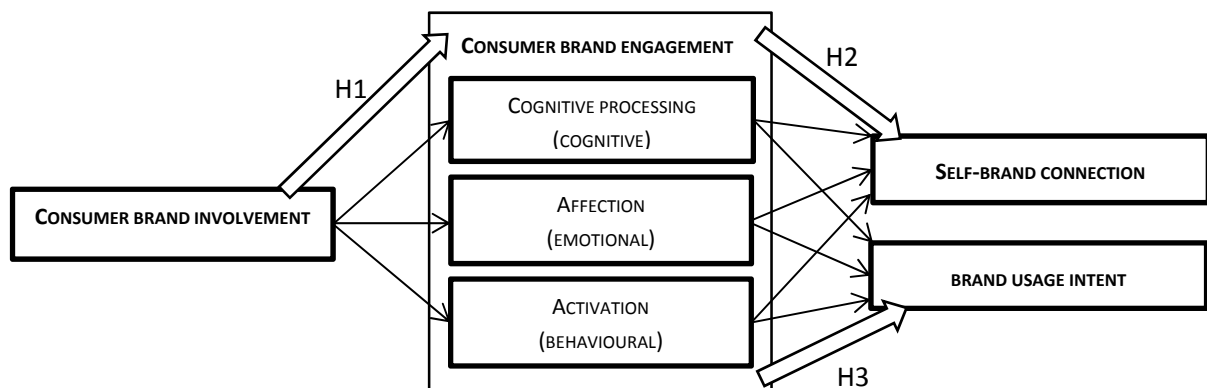 CONSUMER BRAND ENGAGEMENT
H1
H2
COGNITIVE PROCESSING
(COGNITIVE)
SELF-BRAND CONNECTION
CONSUMER BRAND INVOLVEMENT
AFFECTION
(EMOTIONAL)
BRAND USAGE INTENT
ACTIVATION
(BEHAVIOURAL)
H3